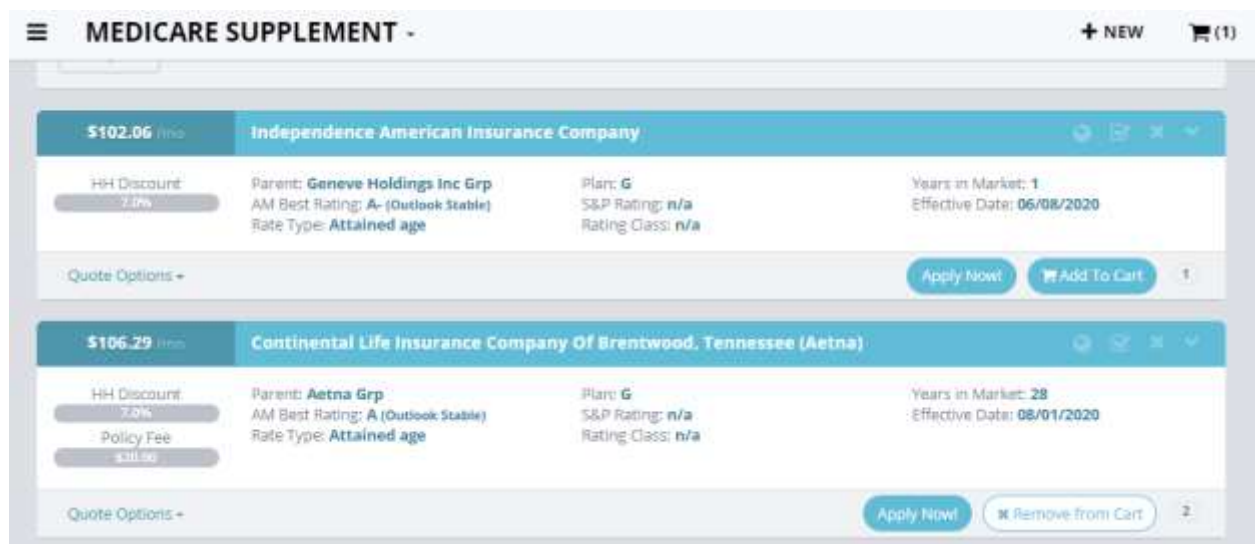 MEDICARE SUPPLEMENT -
+ NEW
(1)
$102.06 /mo
Independence American Insurance Company
HH Discount
7.0%
Parent: Geneve Holdings Inc Grp
AM Best Rating: A- (Outlook Stable)
Rate Type: Attained age
Plan: G
S&P Rating: n/a
Rating Class: n/a
Years in Market: 1
Effective Date: 06/08/2020
Quote Options
Apply Now!
Add To Cart
1
$106.29 /mo
Continental Life Insurance Company Of Brentwood, Tennessee (Aetna)
HH Discount
7.0%
Policy Fee
$20.00
Parent: Aetna Grp
AM Best Rating: A (Outlook Stable)
Rate Type: Attained age
Plan: G
S&P Rating: n/a
Rating Class: n/a
Years in Market: 28
Effective Date: 08/01/2020
Quote Options
Apply Now!
Remove from Cart
2